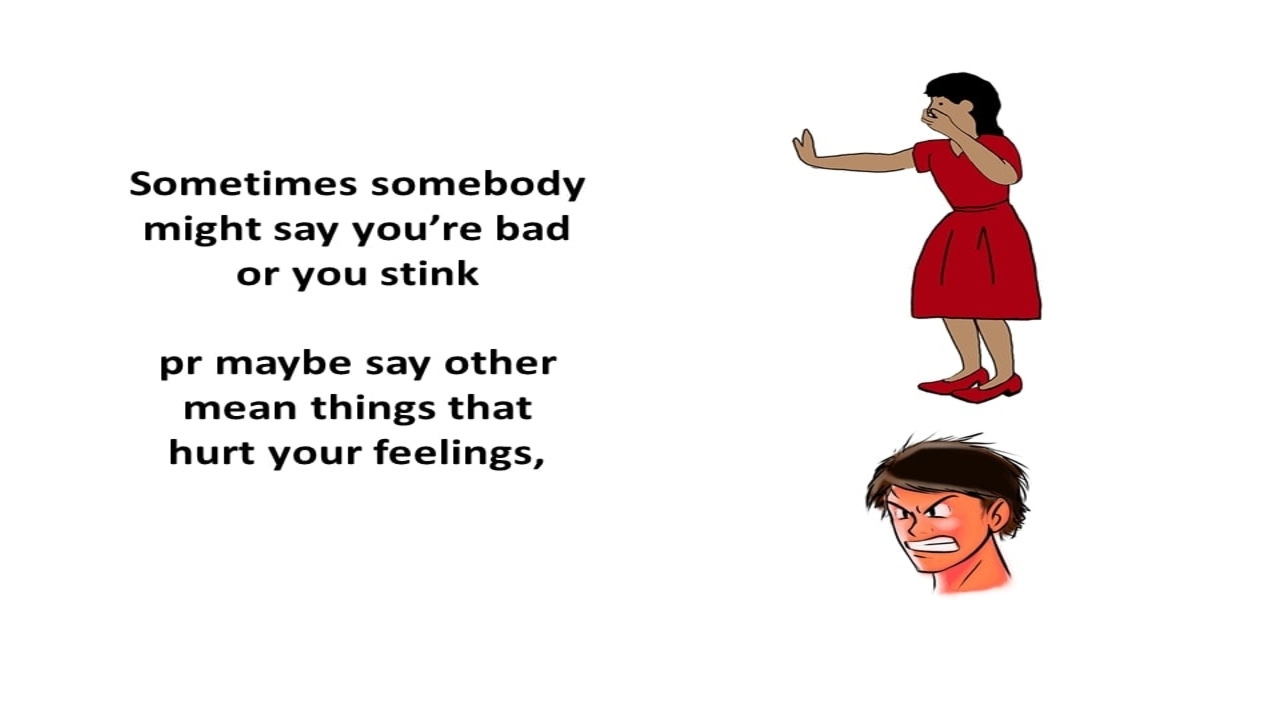 Sometimes somebody
might say you’re bad
or you stink
pr maybe say other
mean things that
hurt your feelings,